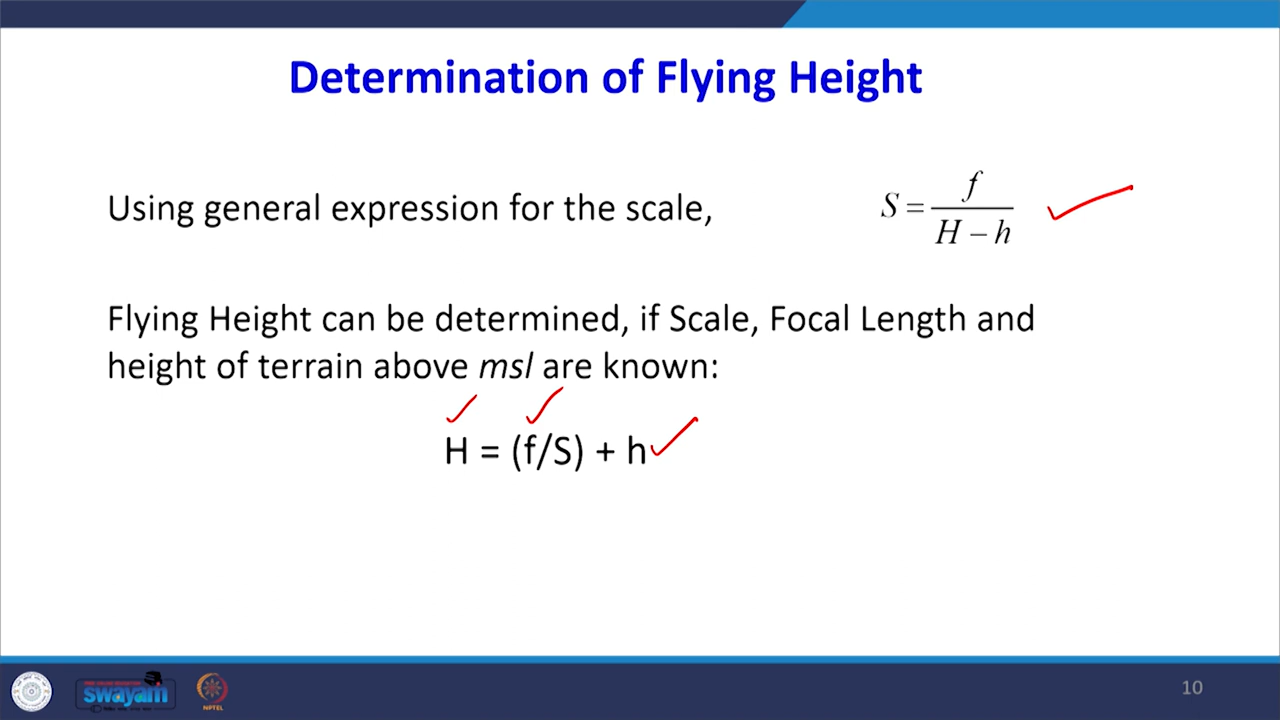 Determination of Flying Height
Using general expression for the scale, S = f / (H – h)
Flying Height can be determined, if Scale, Focal Length and
height of terrain above msl are known:
H = (f/S) + h
swayam
NPTEL
10